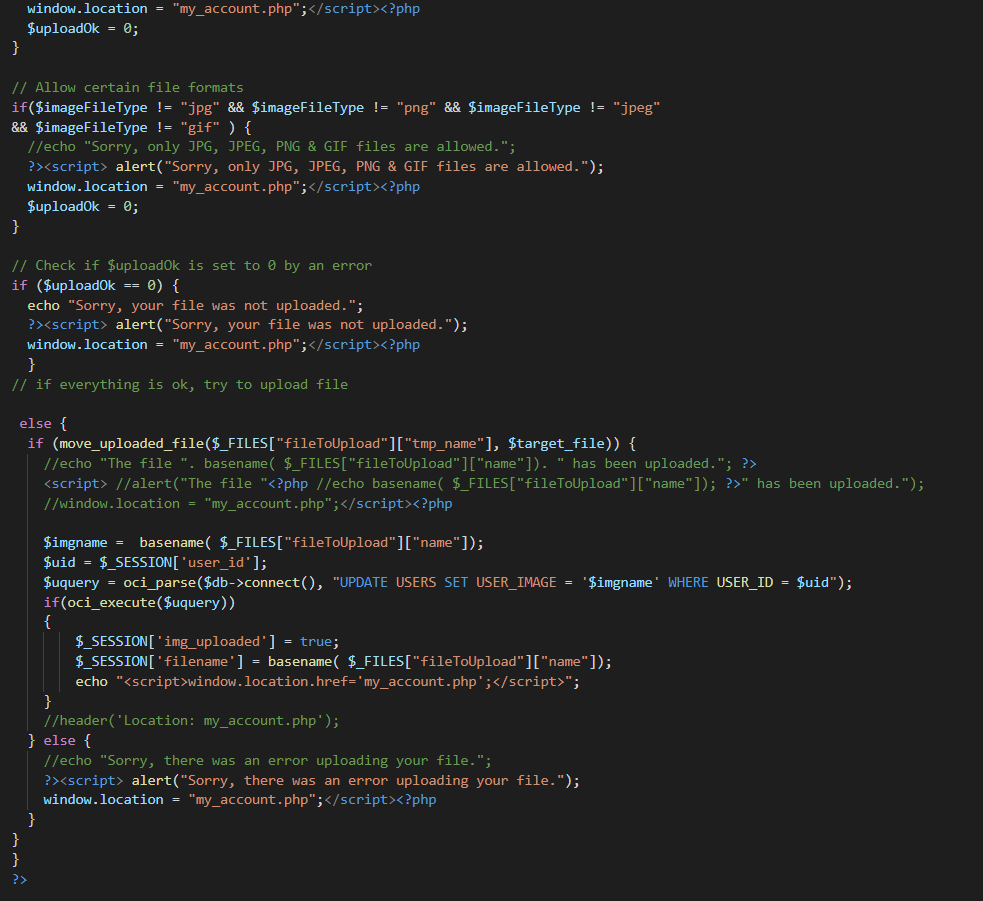 window.location = "my_account.php";</script><?php
$uploadOk = 0;
}
// Allow certain file formats
if($imageFileType != "jpg" && $imageFileType != "png" && $imageFileType != "jpeg"
&& $imageFileType != "gif" ) {
//echo "Sorry, only JPG, JPEG, PNG & GIF files are allowed.";
?><script> alert("Sorry, only JPG, JPEG, PNG & GIF files are allowed.");
window.location = "my_account.php";</script><?php
$uploadOk = 0;
}
// Check if $uploadOk is set to 0 by an error
if ($uploadOk == 0) {
echo "Sorry, your file was not uploaded.";
?><script> alert("Sorry, your file was not uploaded.");
window.location = "my_account.php";</script><?php
}
// if everything is ok, try to upload file
else {
if (move_uploaded_file($_FILES["fileToUpload"]["tmp_name"], $target_file)) {
//echo "The file ". basename( $_FILES["fileToUpload"]["name"]). " has been uploaded."; ?>
<script> //alert("The file "<?php //echo basename( $_FILES["fileToUpload"]["name"]); ?>" has been uploaded.");
//window.location = "my_account.php";</script><?php
$imgname =  basename( $_FILES["fileToUpload"]["name"]);
$uid = $_SESSION['user_id'];
$uquery = oci_parse($db->connect(), "UPDATE USERS SET USER_IMAGE = '$imgname' WHERE USER_ID = $uid");
if(oci_execute($uquery))
{
$_SESSION['img_uploaded'] = true;
$_SESSION['filename'] = basename( $_FILES["fileToUpload"]["name"]);
echo "<script>window.location.href='my_account.php';</script>";
}
//header('Location: my_account.php');
} else {
//echo "Sorry, there was an error uploading your file.";
?><script> alert("Sorry, there was an error uploading your file.");
window.location = "my_account.php";</script><?php
}
}
}
?>